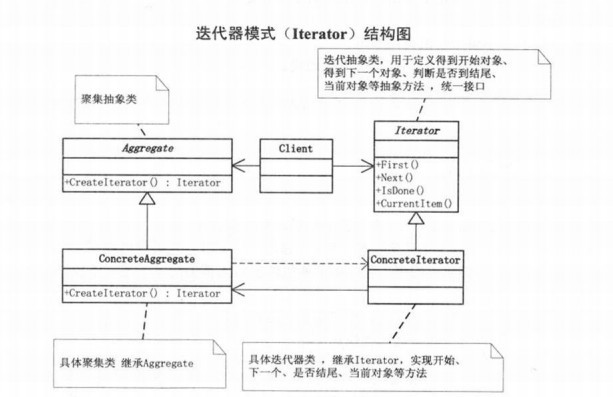 迭代器模式（Iterator）结构图
迭代抽象类，用于定义得到开始对象、
得到下一个对象、判断是否到结尾、
当前对象等抽象方法，统一接口
聚集抽象类
Aggregate
+CreateIterator() : Iterator
Client
Iterator
+First()
+Next()
+IsDone()
+CurrentItem()
ConcreteAggregate
+CreateIterator() : Iterator
ConcreteIterator
具体聚集类 继承Aggregate
具体迭代器类，继承Iterator，实现开始、
下一个、是否结尾、当前对象等方法